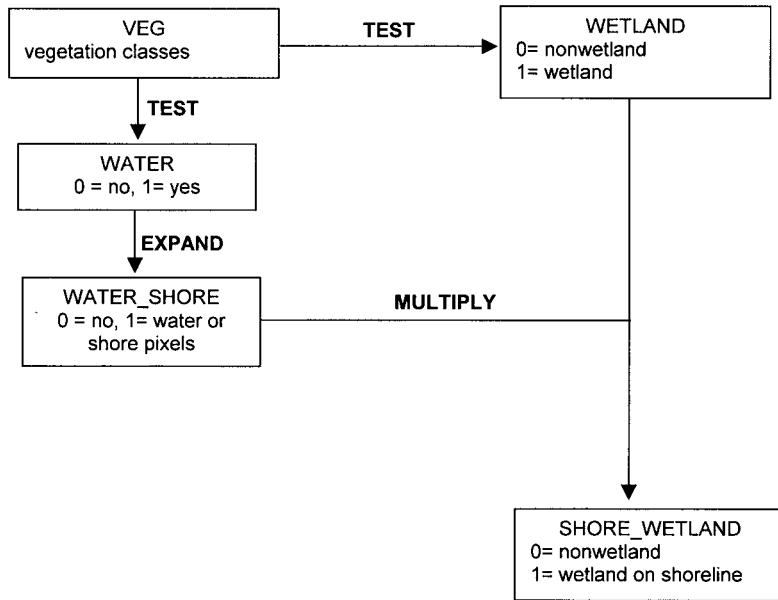 VEG
vegetation classes
TEST
WETLAND
0= nonwetland
1= wetland
TEST
WATER
0 = no, 1= yes
EXPAND
WATER_SHORE
0 = no, 1= water or
shore pixels
MULTIPLY
SHORE_WETLAND
0= nonwetland
1= wetland on shoreline